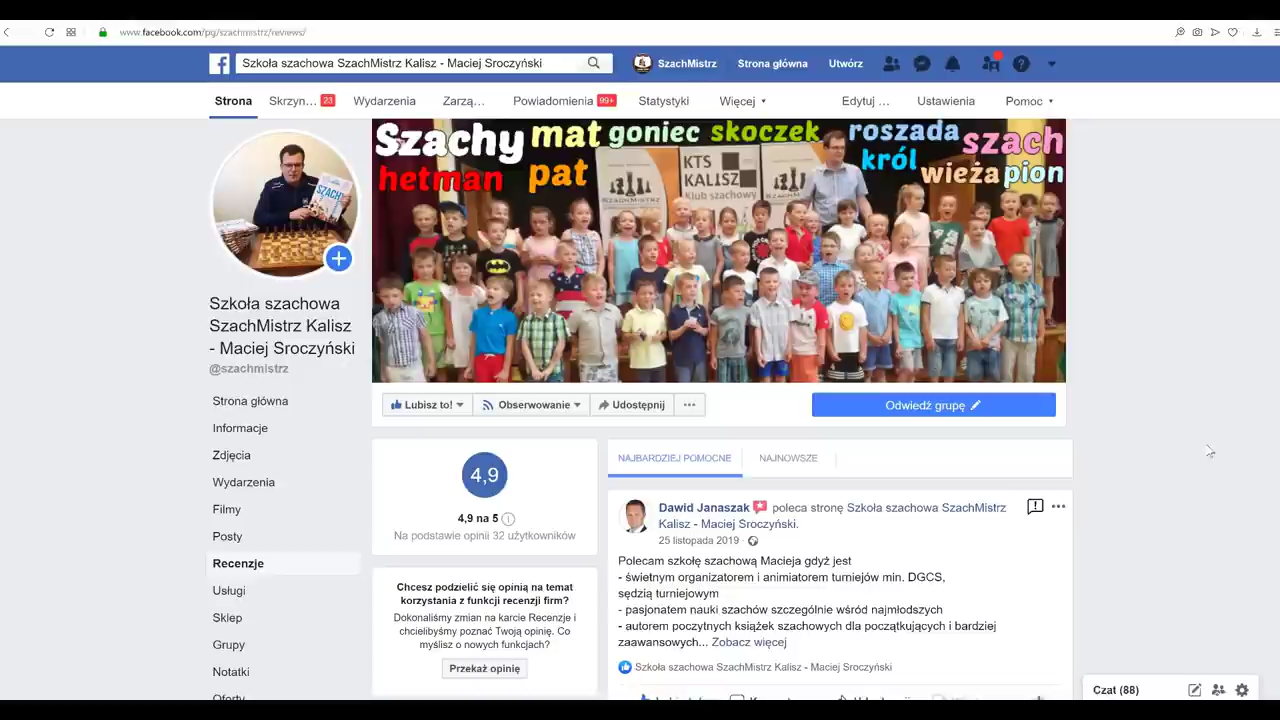 www.facebook.com/pg/szachmistrz/reviews/
Szkoła szachowa SzachMistrz Kalisz - Maciej Sroczyński
SzachMistrz Strona główna Utwórz
Strona Skrzyn... 23 Wydarzenia Zarzą... Powiadomienia 99+ Statystyki Więcej Edytuj ... Ustawienia Pomoc
Szachy mat goniec skoczek roszada szach
hetman pat król wieża pion
KTS
KALISZ
Klub szachowy
SzachMistrz
SZACH
Szkoła szachowa
SzachMistrz Kalisz
- Maciej Sroczyński
@szachmistrz
Strona główna
Informacje
Zdjęcia
Wydarzenia
Filmy
Posty
Recenzje
Usługi
Sklep
Grupy
Notatki
Oferty
Lubisz to! Obserwowanie Udostępnij ...
Odwiedź grupę
4,9
4,9 na 5
Na podstawie opinii 32 użytkowników
Chcesz podzielić się opinią na temat
korzystania z funkcji recenzji firm?
Dokonaliśmy zmian na karcie Recenzje i
chcielibyśmy poznać Twoją opinię. Co
myślisz o nowych funkcjach?
Przekaż opinię
NAJBARDZIEJ POMOCNE NAJNOWSZE
Dawid Janaszak poleca stronę Szkoła szachowa SzachMistrz
Kalisz - Maciej Sroczyński.
25 listopada 2019 ·
Polecam szkołę szachową Macieja gdyż jest
- świetnym organizatorem i animiatorem turniejów min. DGCS,
sędzią turniejowym
- pasjonatem nauki szachów szczególnie wśród najmłodszych
- autorem poczytnych książek szachowych dla początkujących i bardziej
zaawansowych... Zobacz więcej
Szkoła szachowa SzachMistrz Kalisz - Maciej Sroczyński
Czat (88)